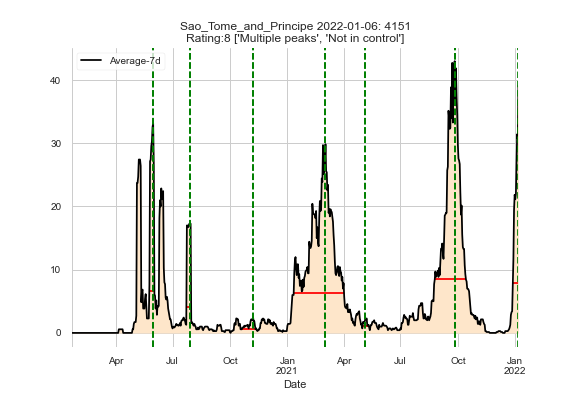 Sao_Tome_and_Principe 2022-01-06: 4151
Rating:8 ['Multiple peaks', 'Not in control']
Average-7d
40
30
20
10
0
Apr
Jul
Oct
Jan
2021
Apr
Jul
Oct
Jan
2022
Date